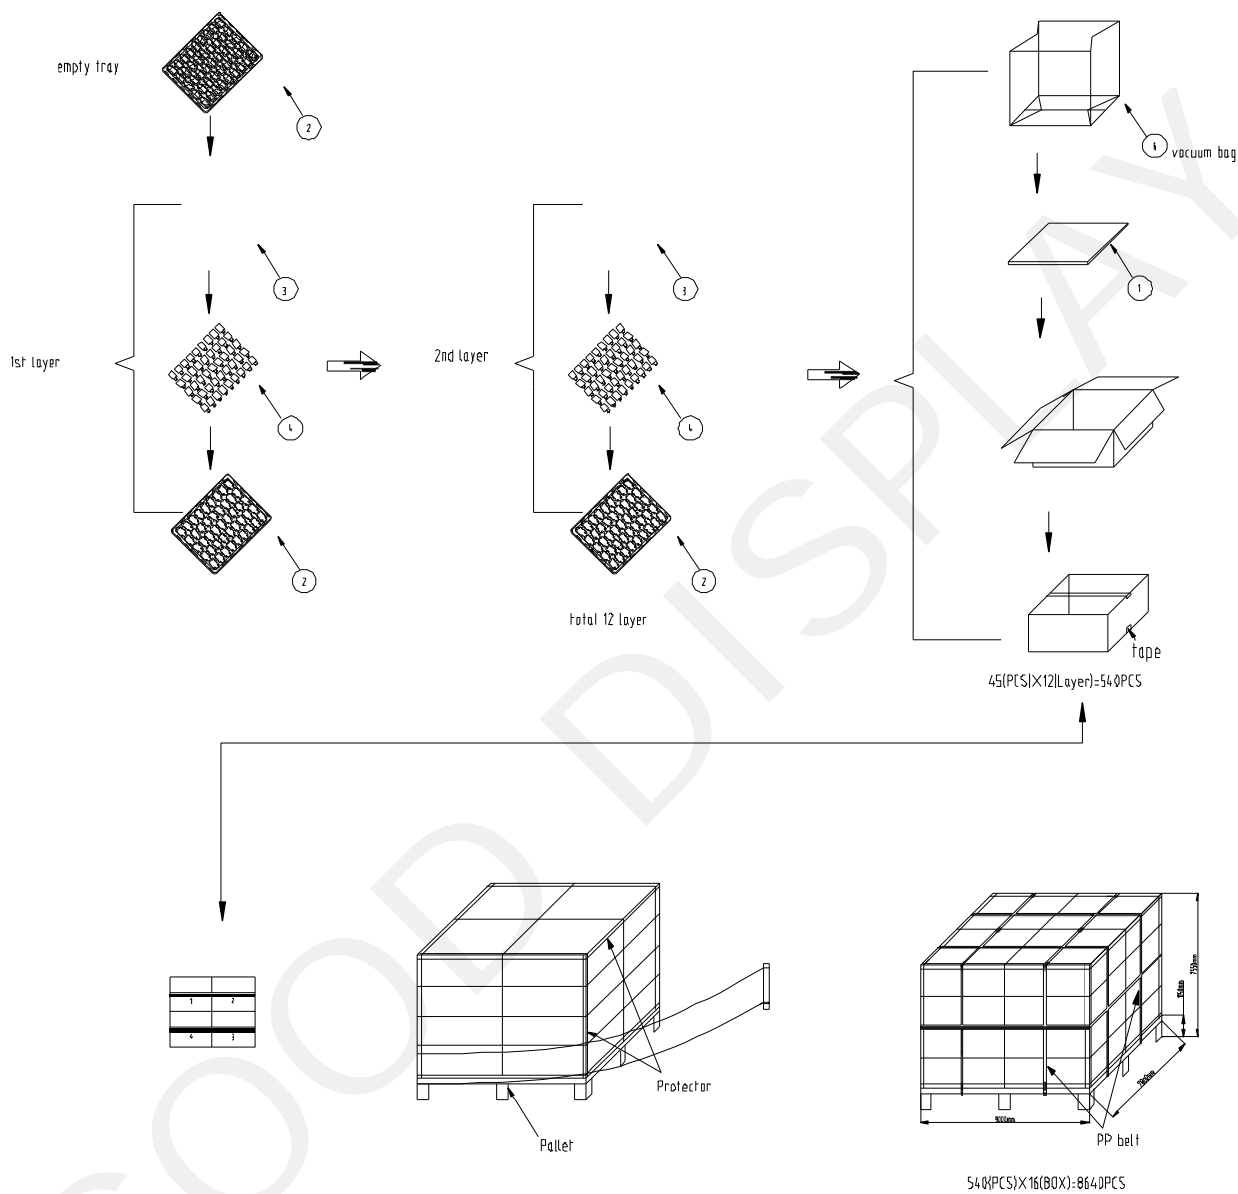 empty tray
2
6
vacuum bag
3
3
1
1st layer
2nd layer
4
4
2
2
total 12 layer
tape
45(PCS|X12|Layer)=540PCS
1 2
4 3
Protector
Pallet
PP belt
540(PCS)X16(BOX)=8640PCS
GOOD DISPLAY